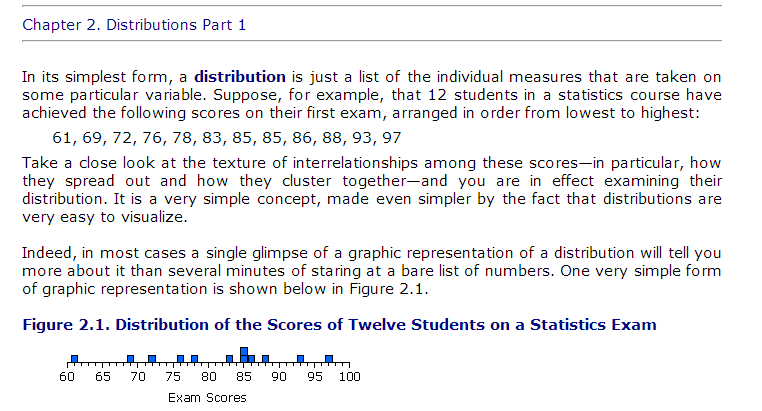 Chapter 2. Distributions Part 1
In its simplest form, a distribution is just a list of the individual measures that are taken on
some particular variable. Suppose, for example, that 12 students in a statistics course have
achieved the following scores on their first exam, arranged in order from lowest to highest:
61, 69, 72, 76, 78, 83, 85, 85, 86, 88, 93, 97
Take a close look at the texture of interrelationships among these scores—in particular, how
they spread out and how they cluster together—and you are in effect examining their
distribution. It is a very simple concept, made even simpler by the fact that distributions are
very easy to visualize.
Indeed, in most cases a single glimpse of a graphic representation of a distribution will tell you
more about it than several minutes of staring at a bare list of numbers. One very simple form
of graphic representation is shown below in Figure 2.1.
Figure 2.1. Distribution of the Scores of Twelve Students on a Statistics Exam
60 65 70 75 80 85 90 95 100
Exam Scores